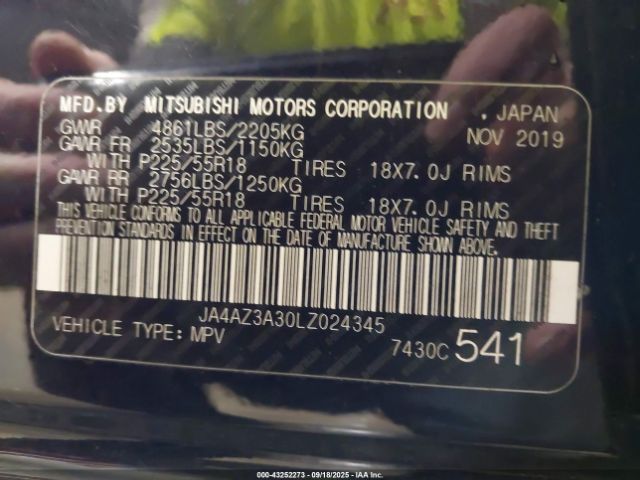 MFD.BY MITSUBISHI MOTORS CORPORATION , JAPAN
GVWR 4861LBS/2205KG NOV 2019
GAWR FR 2535LBS/1150KG
WITH P225/55R18 TIRES 18X7.0J RIMS
GAWR RR 2756LBS/1250KG
WITH P225/55R18 TIRES 18X7.0J RIMS
THIS VEHICLE CONFORMS TO ALL APPLICABLE FEDERAL MOTOR VEHICLE SAFETY AND THEFT
PREVENTION STANDARDS IN EFFECT ON THE DATE OF MANUFACTURE SHOWN ABOVE.
JA4AZ3A30LZ024345
VEHICLE TYPE: MPV 7430C 541
000-43252273 - 09/18/2025 - IAA Inc.